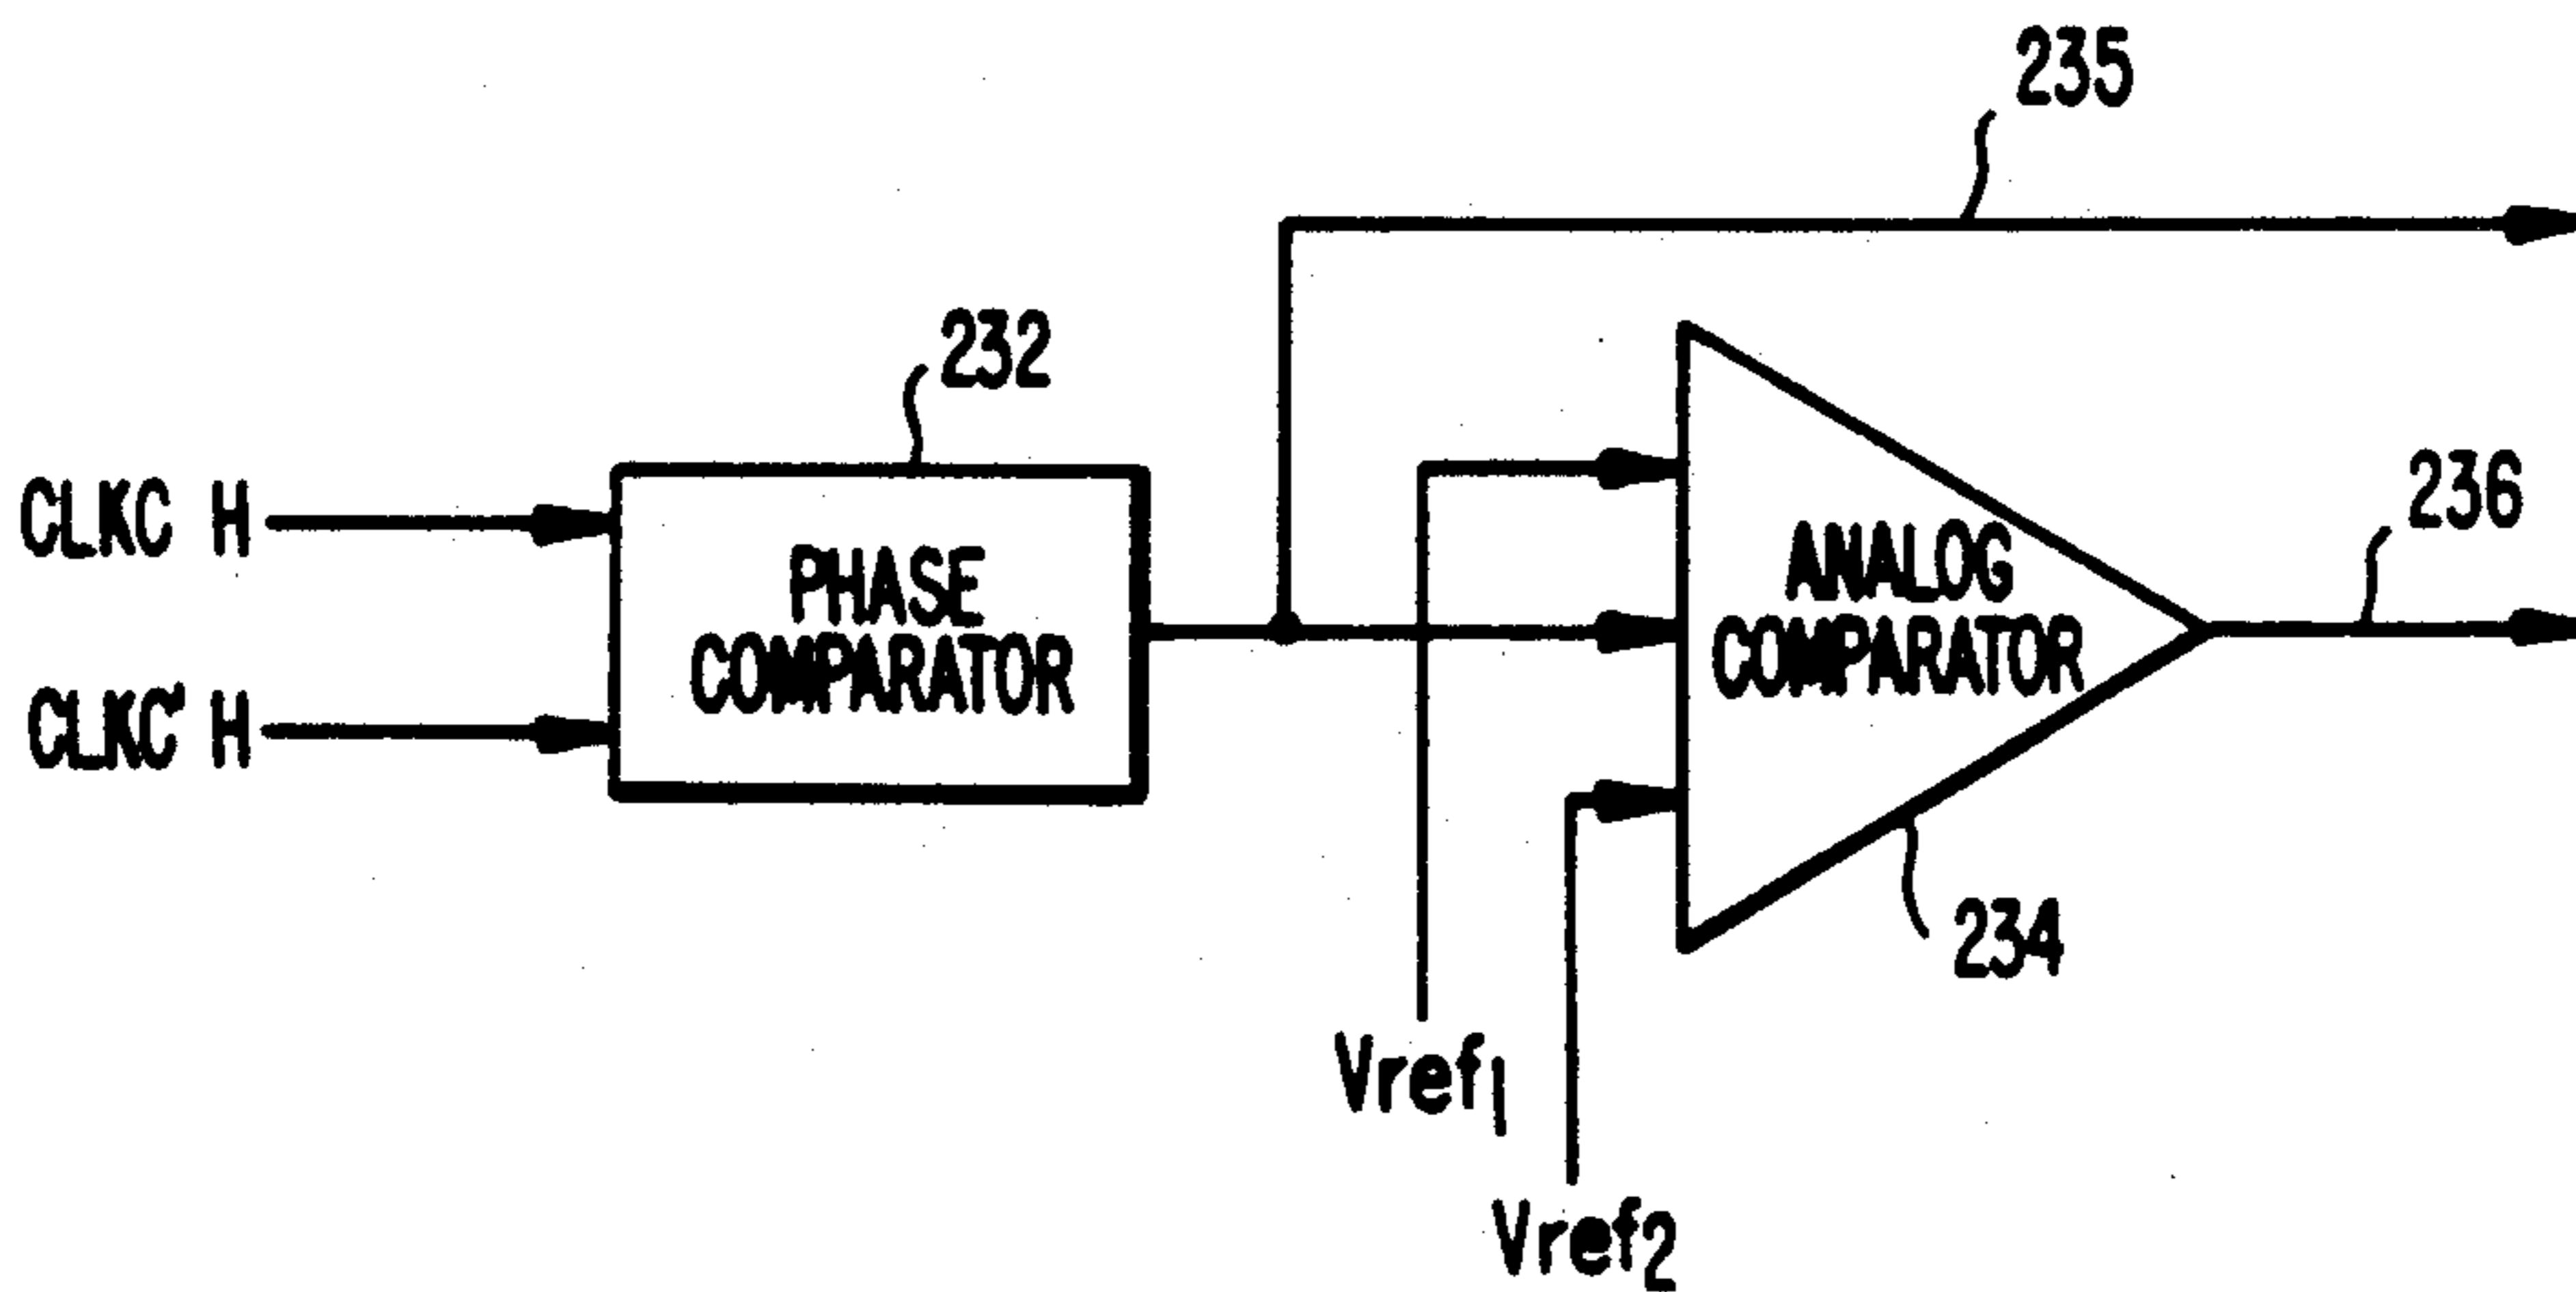 235
232
CLKC H
PHASE
COMPARATOR
CLKC' H
ANALOG
COMPARATOR
236
234
Vref1
Vref2